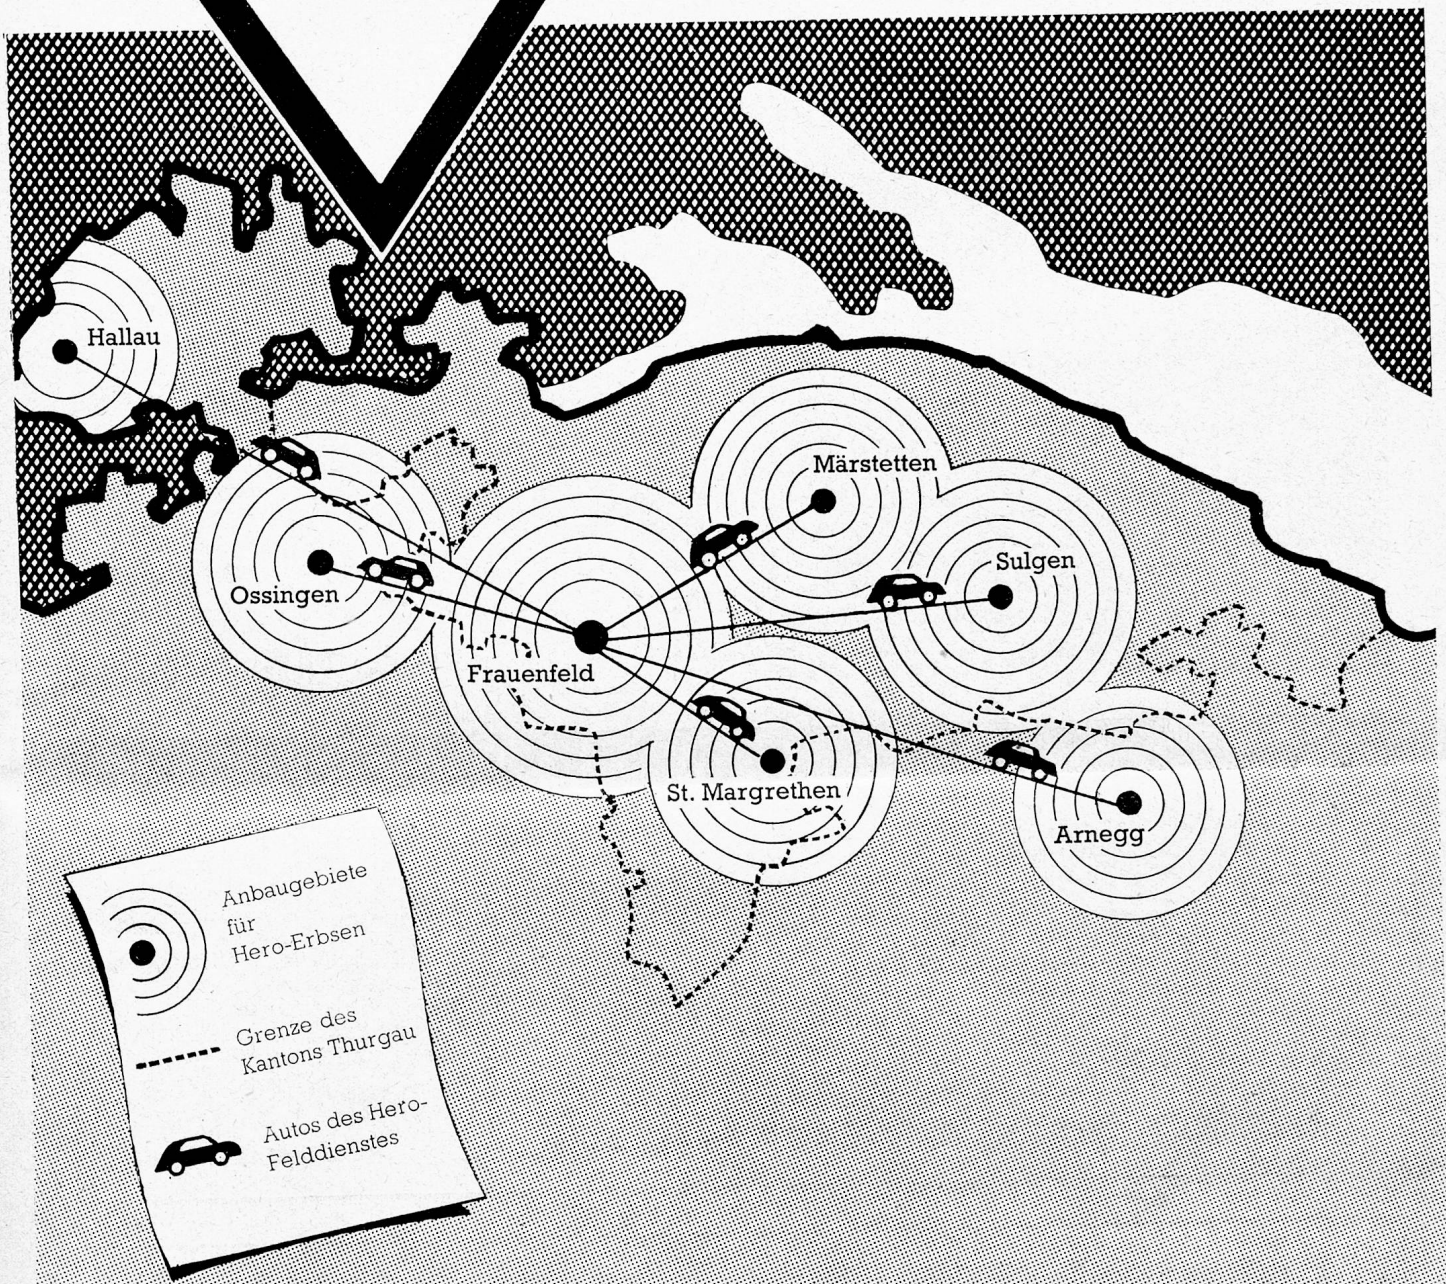 Hallau
Märstetten
Sulgen
Ossingen
Frauenfeld
St. Margrethen
Arnegg
Anbaugebiete
für
Hero-Erbsen
Grenze des
Kantons Thurgau
Autos des Hero-
Felddienstes